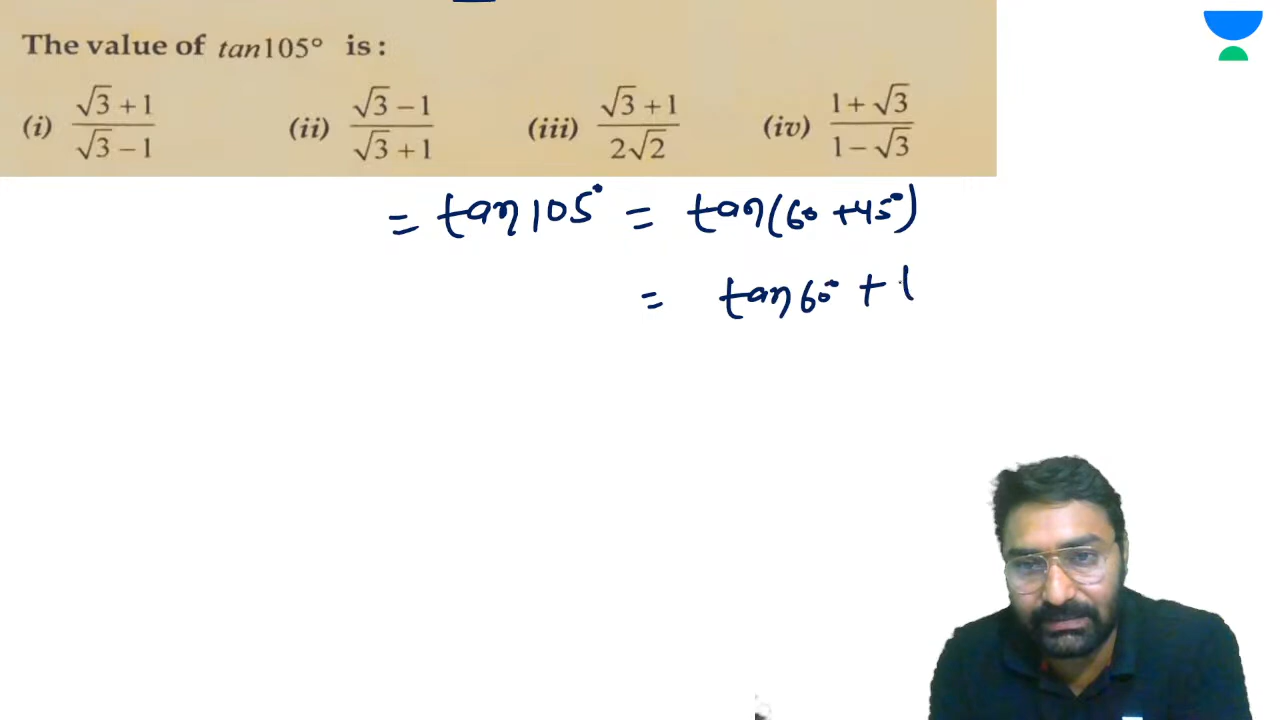 The value of tan105° is:
(i) (√3 + 1)/(√3 − 1) (ii) (√3 − 1)/(√3 + 1) (iii) (√3 + 1)/(2√2) (iv) (1 + √3)/(1 − √3)
= tan 105° = tan(60 + 45°)
= tan 60° + 1